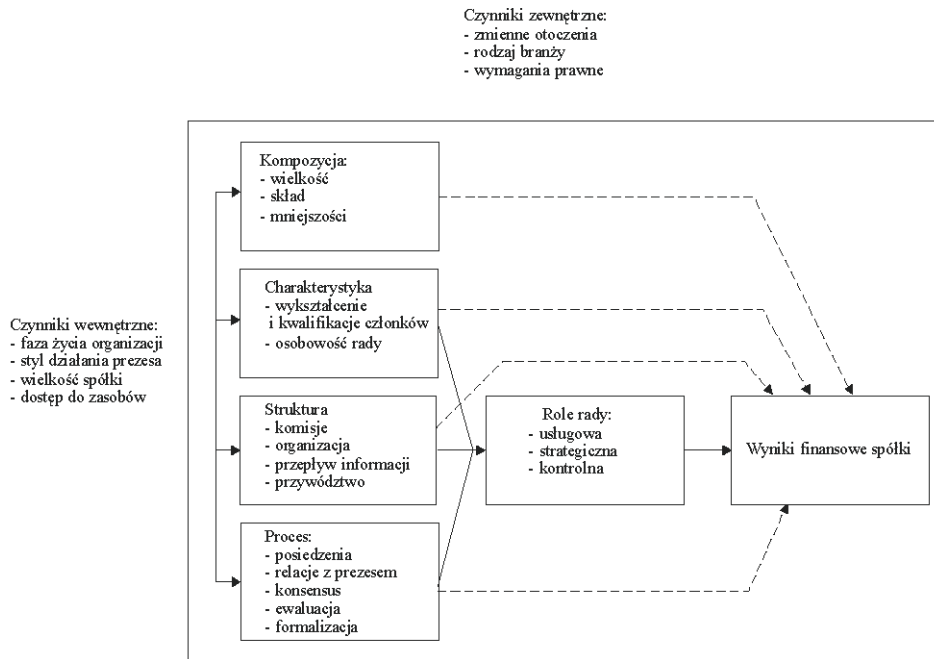 Czynniki zewnętrzne:
- zmienne otoczenia
- rodzaj branży
- wymagania prawne
Kompozycja:
- wielkość
- skład
- mniejszości
Charakterystyka
- wykształcenie
i kwalifikacje członków
- osobowość rady
Czynniki wewnętrzne:
- faza życia organizacji
- styl działania prezesa
- wielkość spółki
- dostęp do zasobów
Struktura
- komisje
- organizacja
- przepływ informacji
- przywództwo
Role rady:
- usługowa
- strategiczna
- kontrolna
Wyniki finansowe spółki
Proces:
- posiedzenia
- relacje z prezesem
- konsensus
- ewaluacja
- formalizacja